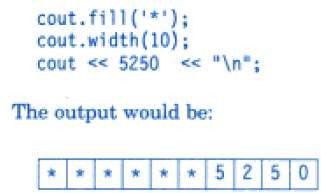 cout.fill('*');
cout.width(10);
cout << 5250 << "\n";
The output would be:
* * * * * * 5 2 5 0